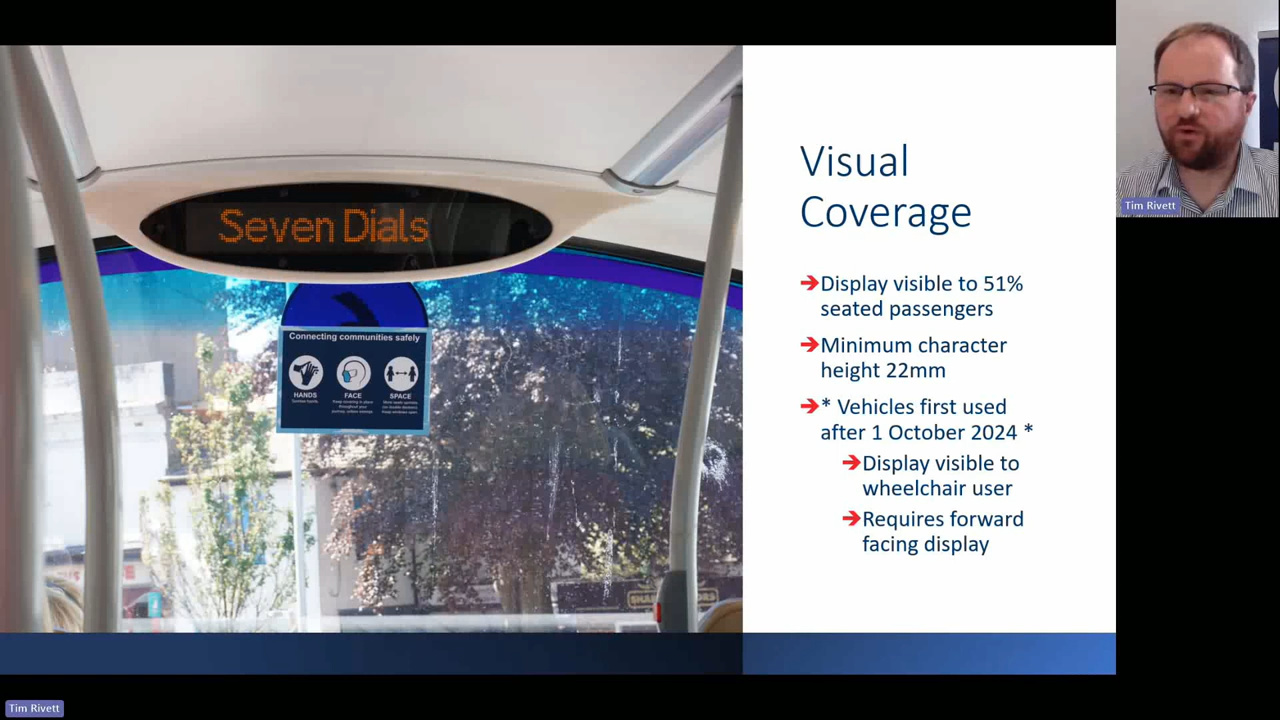 Seven Dials
Connecting communities safely
HANDS
FACE
SPACE
Visual
Coverage
Display visible to 51%
seated passengers
Minimum character
height 22mm
* Vehicles first used
after 1 October 2024 *
Display visible to
wheelchair user
Requires forward
facing display
Tim Rivett
Tim Rivett